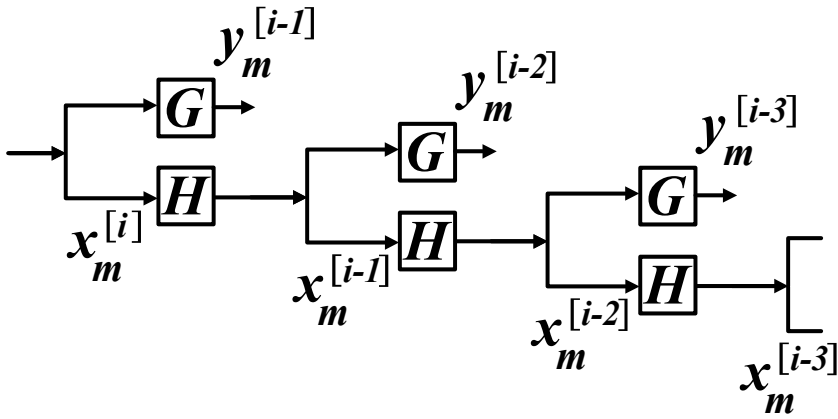 y_m^[i-1]
G
y_m^[i-2]
G
y_m^[i-3]
H
G
x_m^[i]
H
x_m^[i-1]
H
x_m^[i-2]
x_m^[i-3]